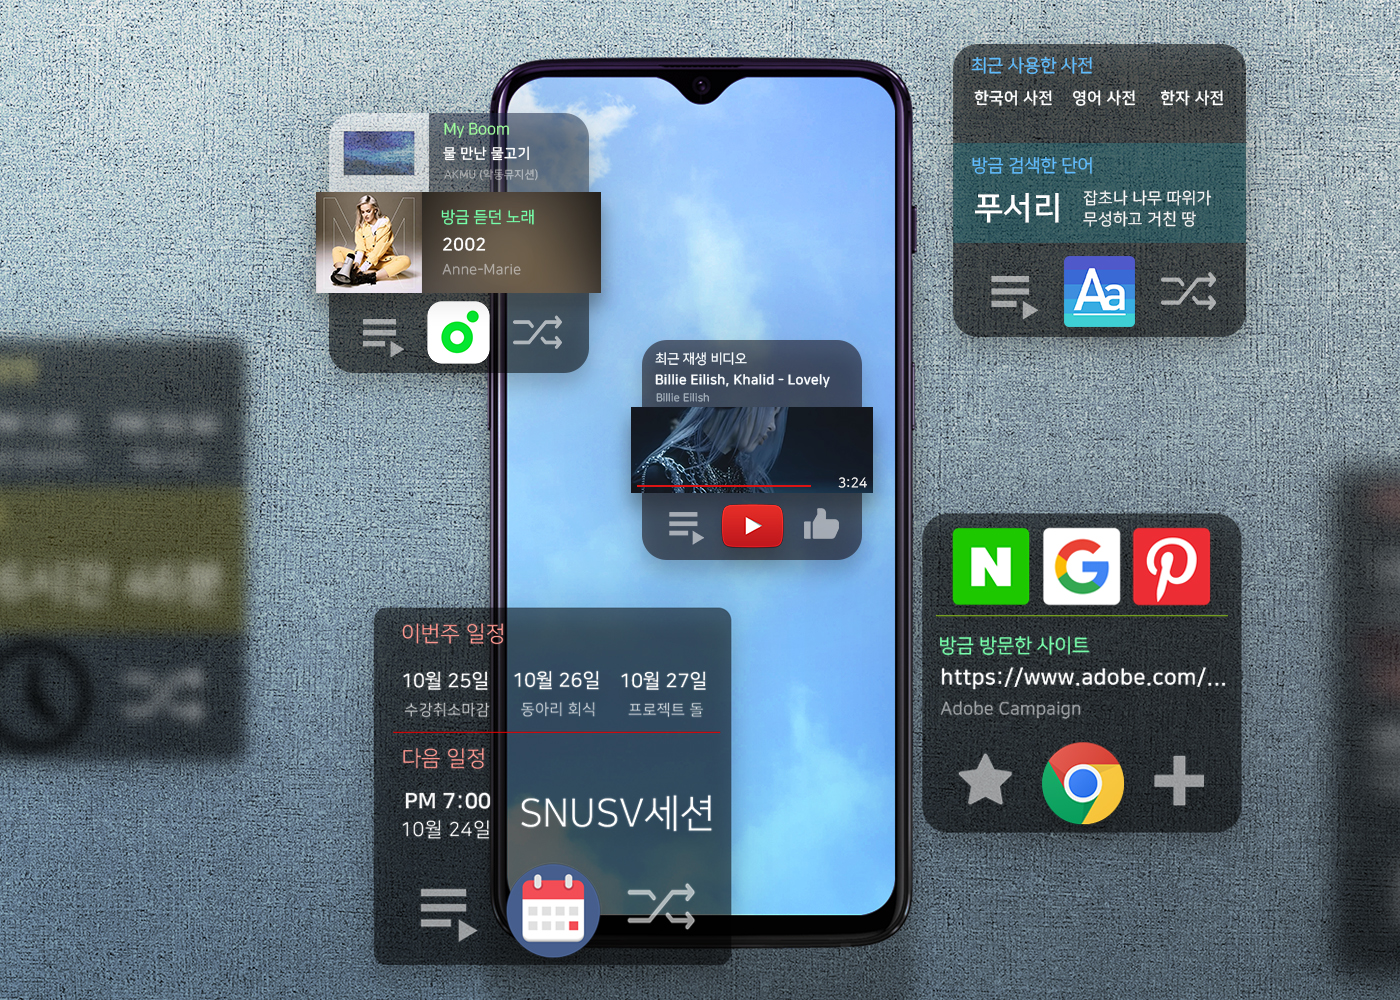 My Boom
물 만난 물고기
AKMU (악동뮤지션)
방금 듣던 노래
2002
Anne-Marie
최근 사용한 사전
한국어 사전 영어 사전 한자 사전
방금 검색한 단어
푸서리
잡초나 나무 따위가
무성하고 거친 땅
Aa
최근 재생 비디오
Billie Eilish, Khalid - Lovely
Billie Eilish
3:24
N G
방금 방문한 사이트
https://www.adobe.com/...
Adobe Campaign
이번주 일정
10월 25일 10월 26일 10월 27일
수강취소마감 동아리 회식 프로젝트 돌
다음 일정
PM 7:00
10월 24일
SNUSV세션